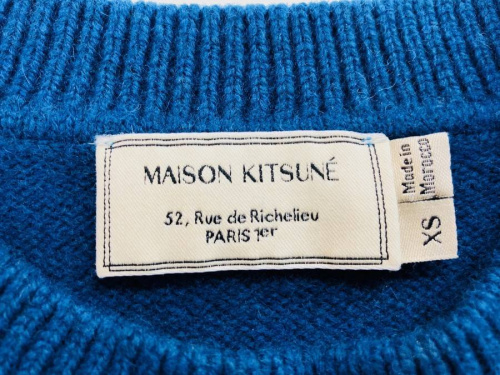 MAISON KITSUNÉ
52, Rue de Richelieu
PARIS 1er
Made in
Morocco
XS